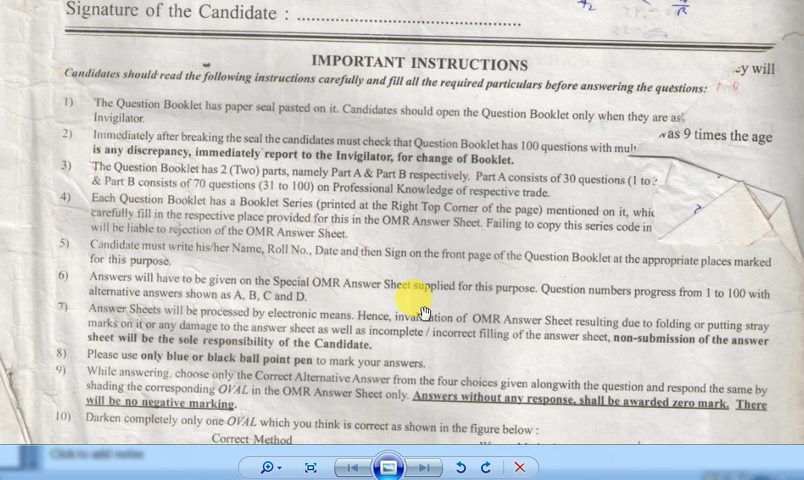 Signature of the Candidate : ..........................................
IMPORTANT INSTRUCTIONS
y will
Candidates should read the following instructions carefully and fill all the required particulars before answering the questions:
1) The Question Booklet has paper seal pasted on it. Candidates should open the Question Booklet only when they are as
Invigilator.
was 9 times the age
2) Immediately after breaking the seal the candidates must check that Question Booklet has 100 questions with mul
is any discrepancy, immediately report to the Invigilator, for change of Booklet.
3) The Question Booklet has 2 (Two) parts, namely Part A & Part B respectively. Part A consists of 30 questions (1 to
& Part B consists of 70 questions (31 to 100) on Professional Knowledge of respective trade.
4) Each Question Booklet has a Booklet Series (printed at the Right Top Corner of the page) mentioned on it, whic
carefully fill in the respective place provided for this in the OMR Answer Sheet. Failing to copy this series code in
will be liable to rejection of the OMR Answer Sheet.
5) Candidate must write his/her Name, Roll No., Date and then Sign on the front page of the Question Booklet at the appropriate places marked
for this purpose.
6) Answers will have to be given on the Special OMR Answer Sheet supplied for this purpose. Question numbers progress from 1 to 100 with
alternative answers shown as A, B, C and D.
7) Answer Sheets will be processed by electronic means. Hence, invalidation of OMR Answer Sheet resulting due to folding or putting stray
marks on it or any damage to the answer sheet as well as incomplete / incorrect filling of the answer sheet, non-submission of the answer
sheet will be the sole responsibility of the Candidate.
8) Please use only blue or black ball point pen to mark your answers.
9) While answering, choose only the Correct Alternative Answer from the four choices given alongwith the question and respond the same by
shading the corresponding OVAL in the OMR Answer Sheet only. Answers without any response, shall be awarded zero mark. There
will be no negative marking.
10) Darken completely only one OVAL which you think is correct as shown in the figure below :
Correct Method
Click to add notes